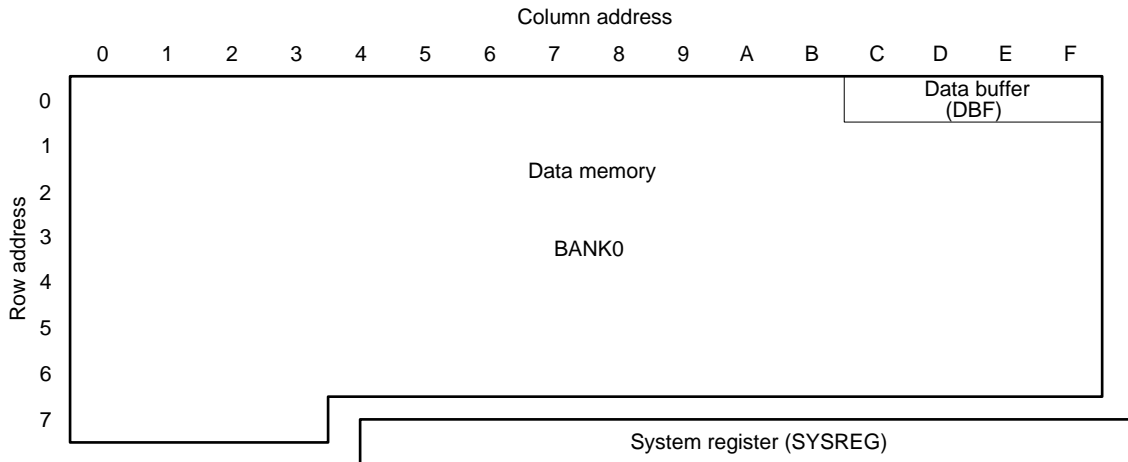 Column address
0 1 2 3 4 5 6 7 8 9 A B C D E F
Data buffer
0
(DBF)
1
Data memory
2
Row address
3
BANK0
4
5
6
7
System register (SYSREG)